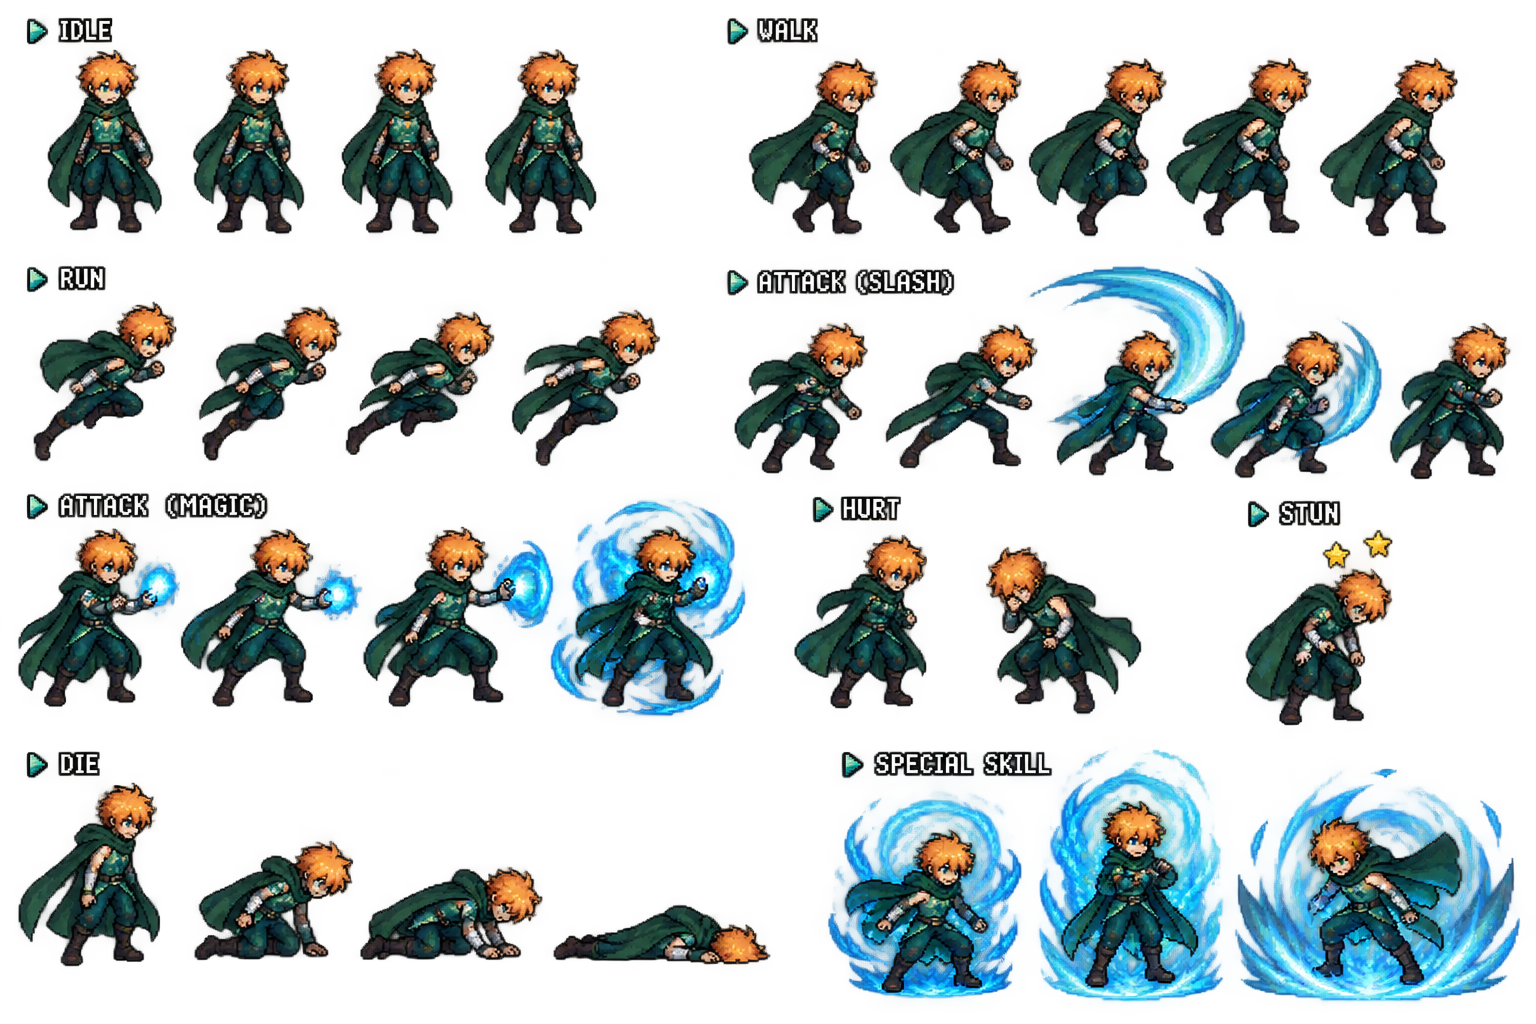 IDLE
WALK
RUN
ATTACK (SLASH)
ATTACK (MAGIC)
HURT
STUN
DIE
SPECIAL SKILL